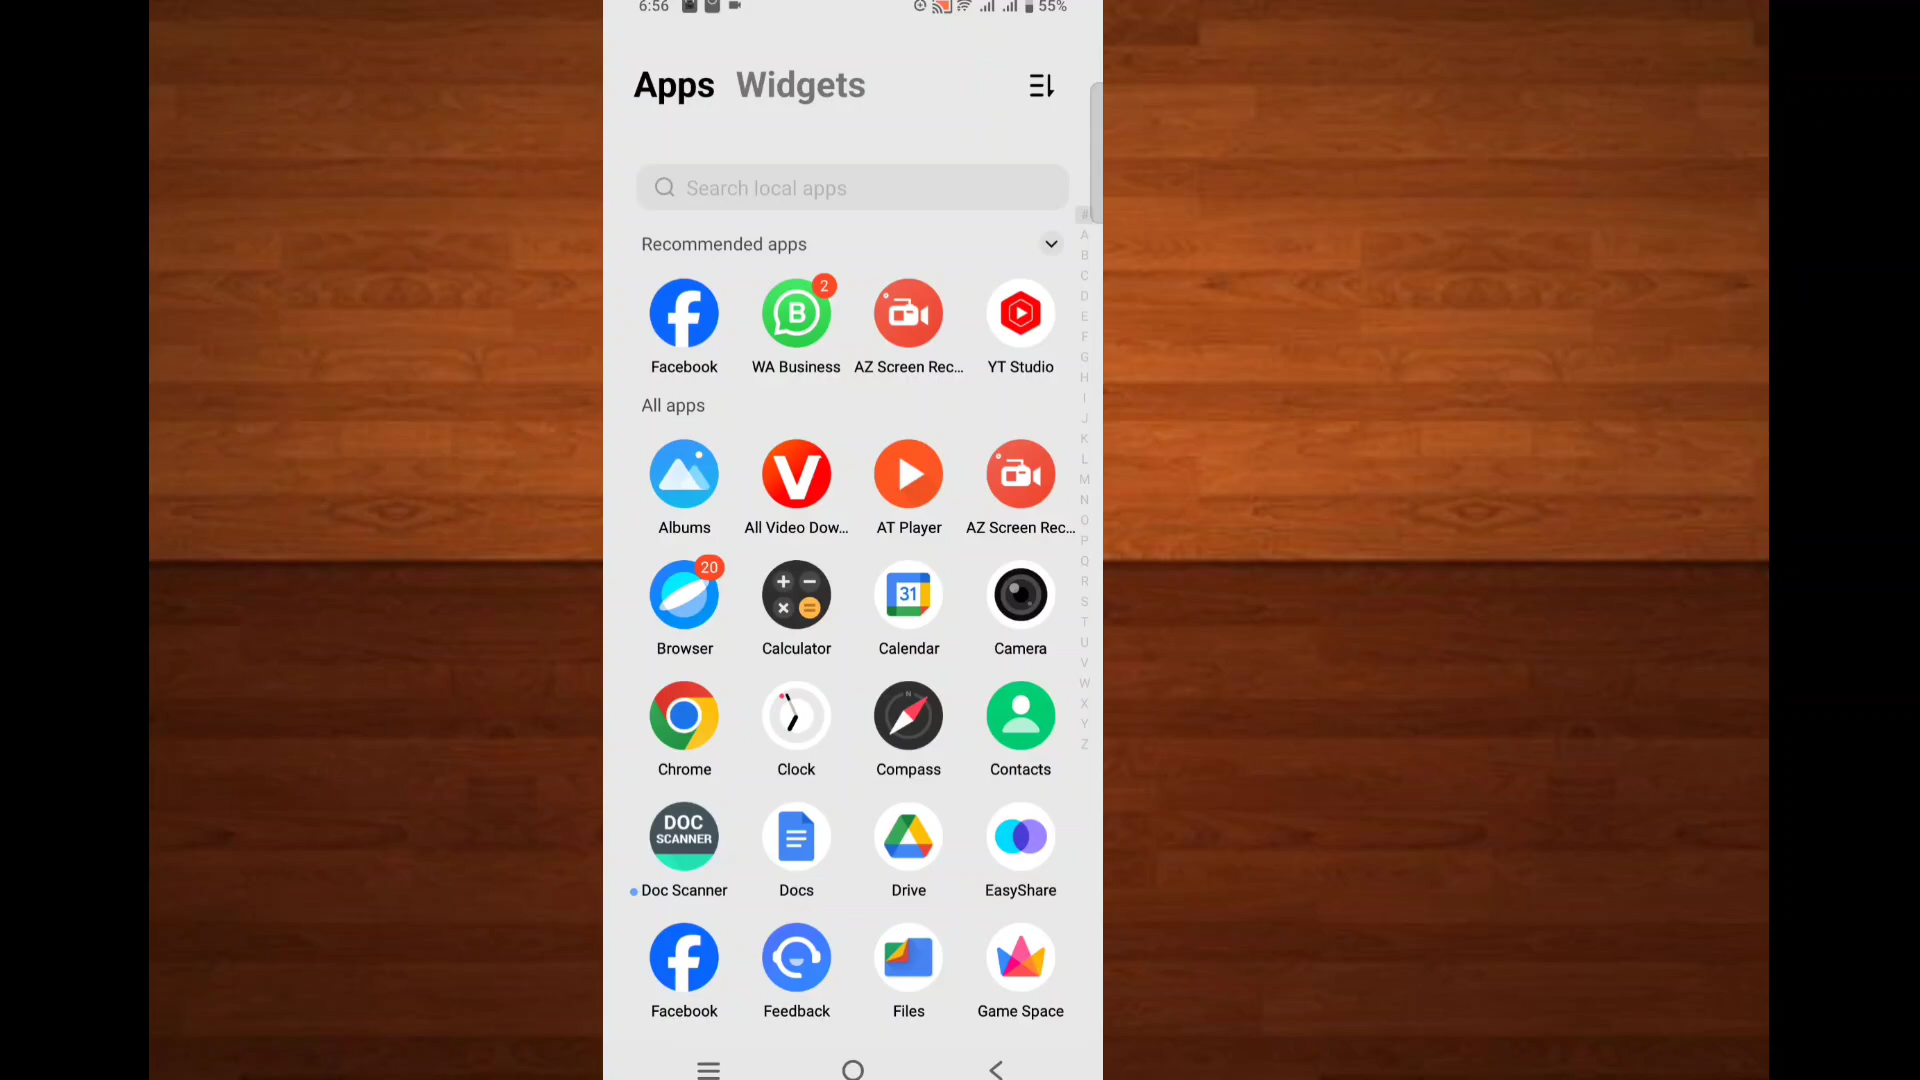 6:56 55%
Apps Widgets
Search local apps
Recommended apps
2
B
Facebook WA Business AZ Screen Rec... YT Studio
All apps
Albums All Video Dow... AT Player AZ Screen Rec...
20
31
Browser Calculator Calendar Camera
Chrome Clock Compass Contacts
DOC
SCANNER
Doc Scanner Docs Drive EasyShare
Facebook Feedback Files Game Space
#
A
B
C
D
E
F
G
H
I
J
K
L
M
N
O
P
Q
R
S
T
U
V
W
X
Y
Z